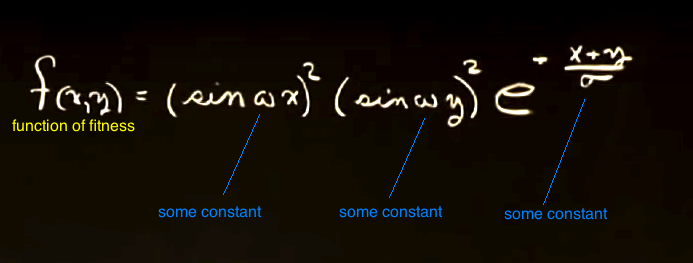 f(x,y) = (sin ωx)² (sin ωy)² e^(-(x+y)/σ)
function of fitness
some constant some constant some constant